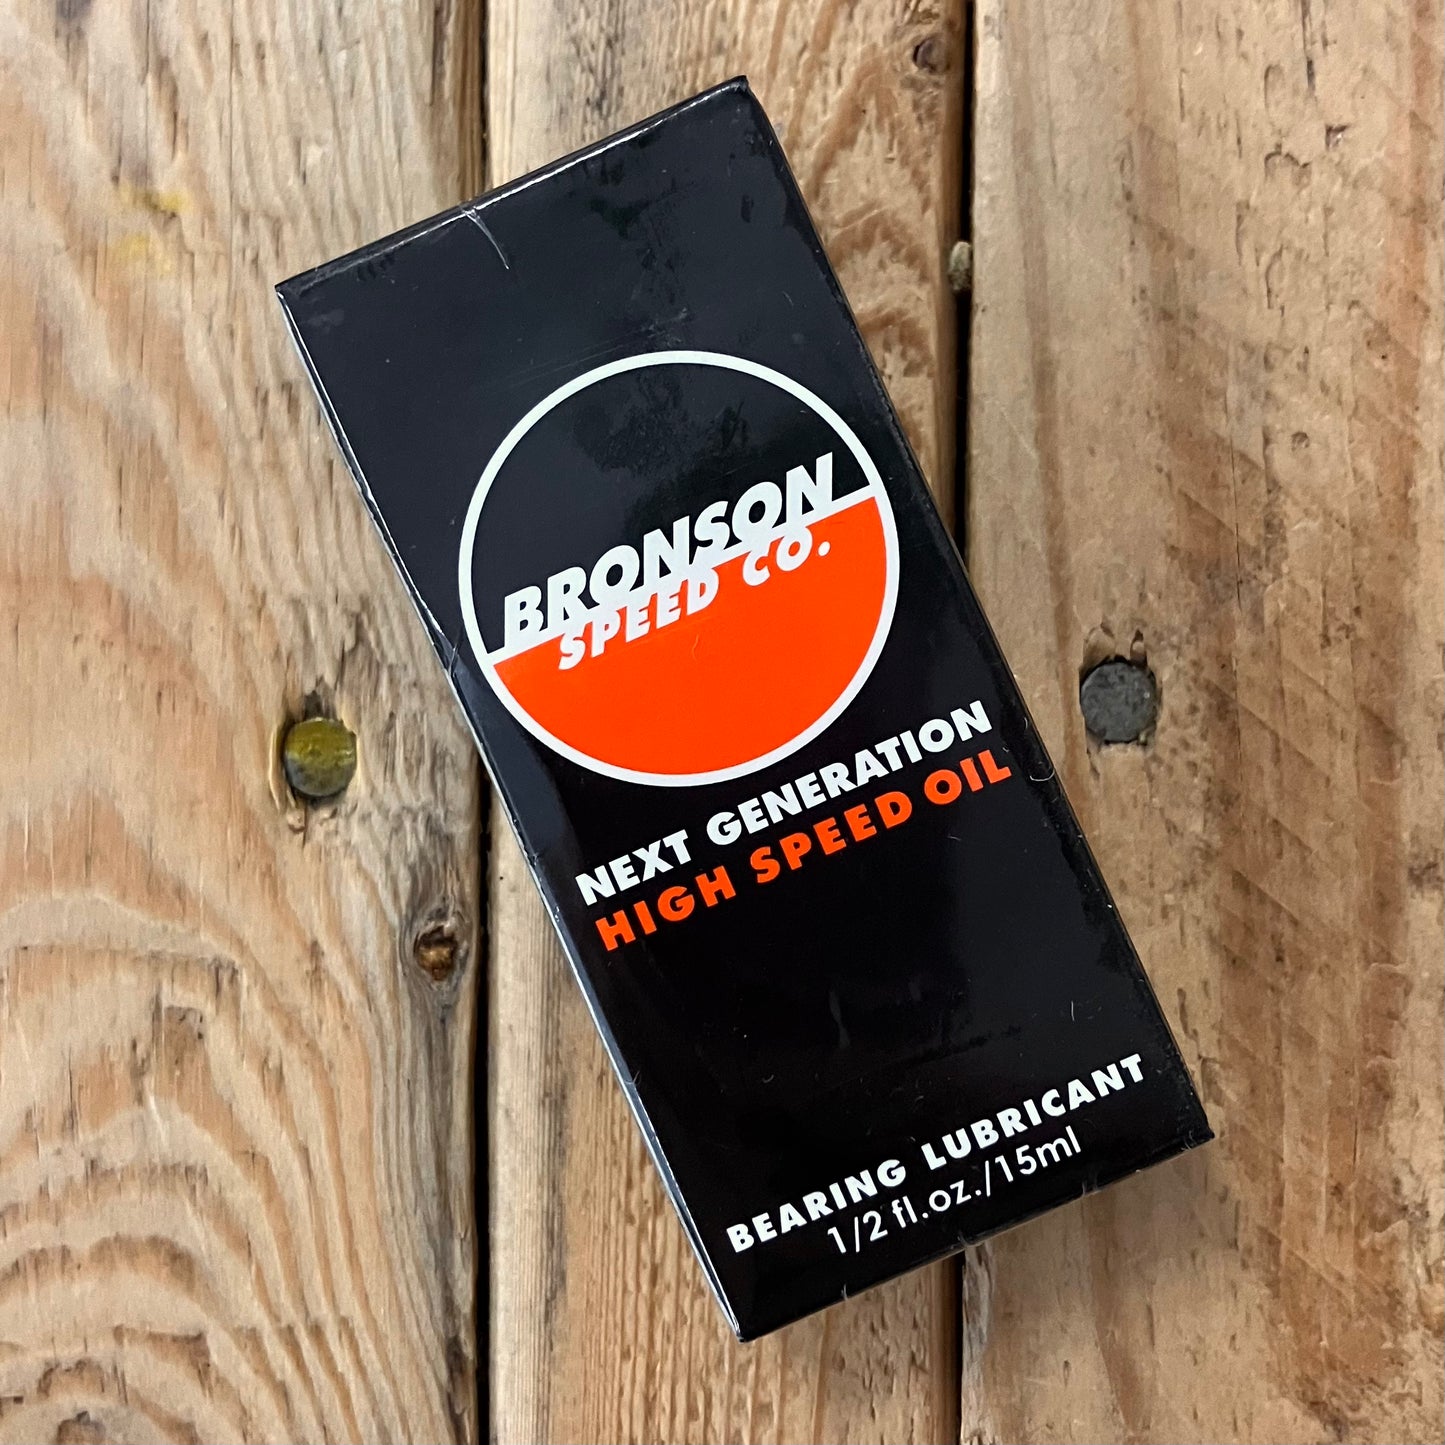 BRONSON
SPEED CO.
NEXT GENERATION
HIGH SPEED OIL
BEARING LUBRICANT
1/2 fl.oz./15ml